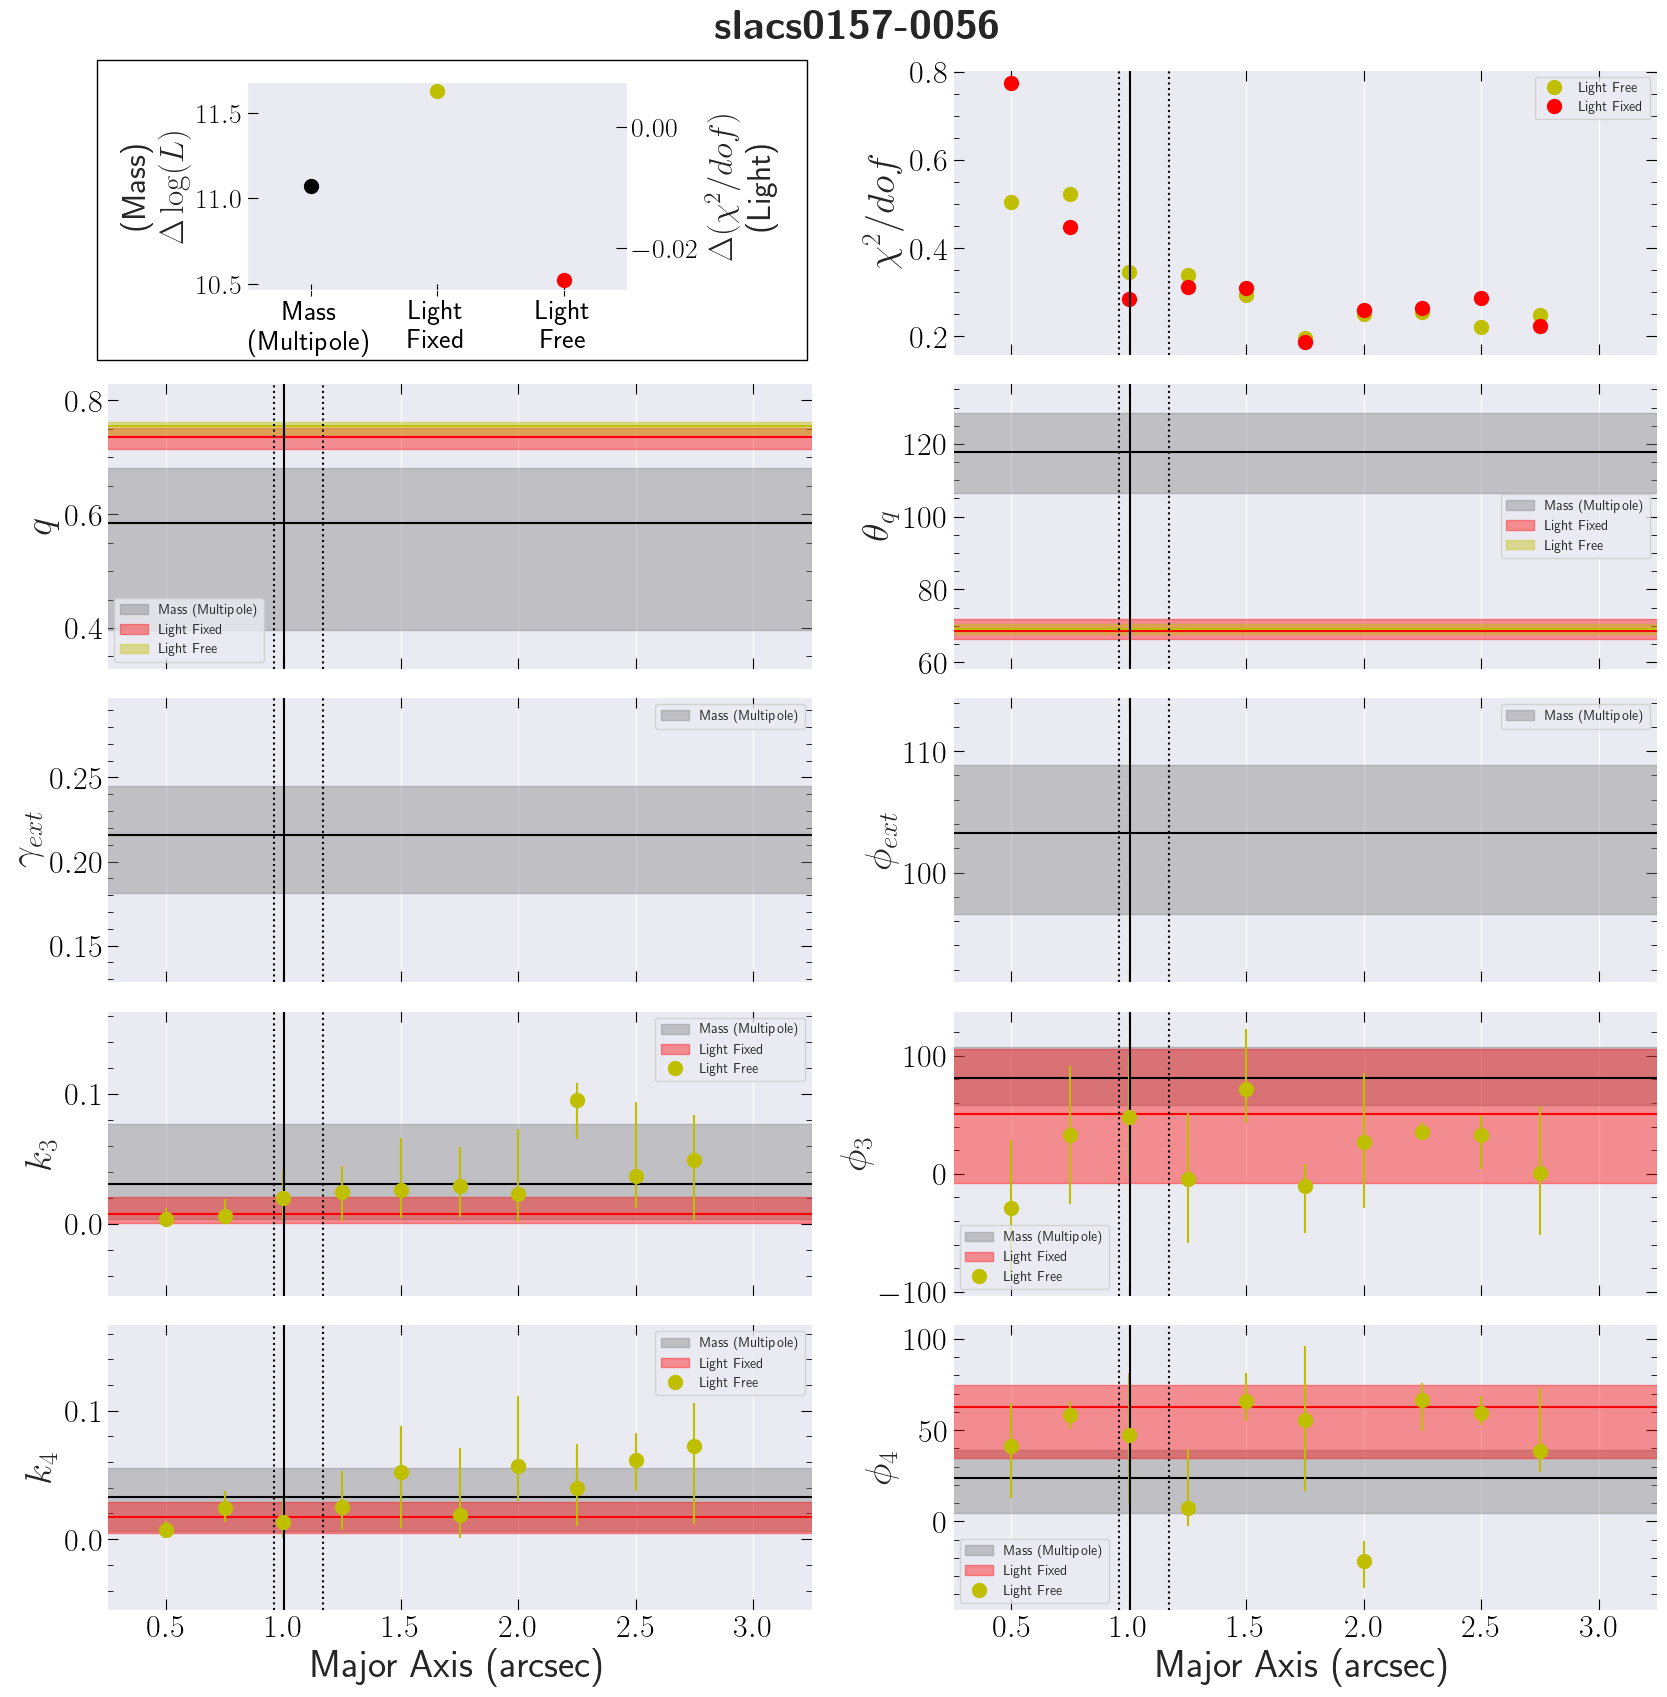 slacs0157-0056
(Mass)
Δ log(L)
11.5
11.0
10.5
0.00
−0.02
Δ(χ²/dof)
(Light)
Mass
(Multipole)
Light
Fixed
Light
Free
χ²/dof
0.8
0.6
0.4
0.2
Light Free
Light Fixed
q
0.8
0.6
0.4
Mass (Multipole)
Light Fixed
Light Free
θ_q
120
100
80
60
Mass (Multipole)
Light Fixed
Light Free
γ_ext
0.25
0.20
0.15
Mass (Multipole)
ϕ_ext
110
100
Mass (Multipole)
k_3
0.1
0.0
Mass (Multipole)
Light Fixed
Light Free
ϕ_3
100
0
−100
Mass (Multipole)
Light Fixed
Light Free
k_4
0.1
0.0
Mass (Multipole)
Light Fixed
Light Free
ϕ_4
100
50
0
Mass (Multipole)
Light Fixed
Light Free
0.5 1.0 1.5 2.0 2.5 3.0
Major Axis (arcsec)
0.5 1.0 1.5 2.0 2.5 3.0
Major Axis (arcsec)